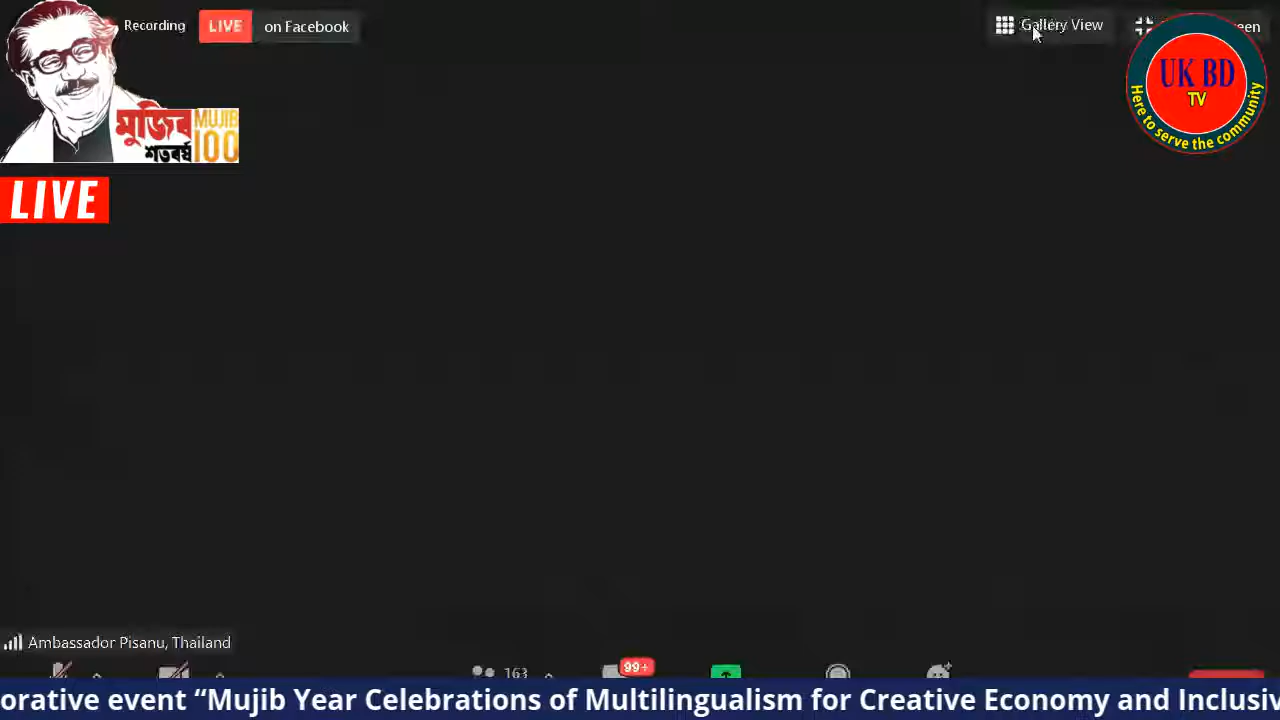 Recording
LIVE on Facebook
Gallery View
een
UK BD
TV
Here to serve the community
মুজিব
শতবর্ষ
MUJIB
100
LIVE
Ambassador Pisanu, Thailand
163
99+
orative event “Mujib Year Celebrations of Multilingualism for Creative Economy and Inclusiv